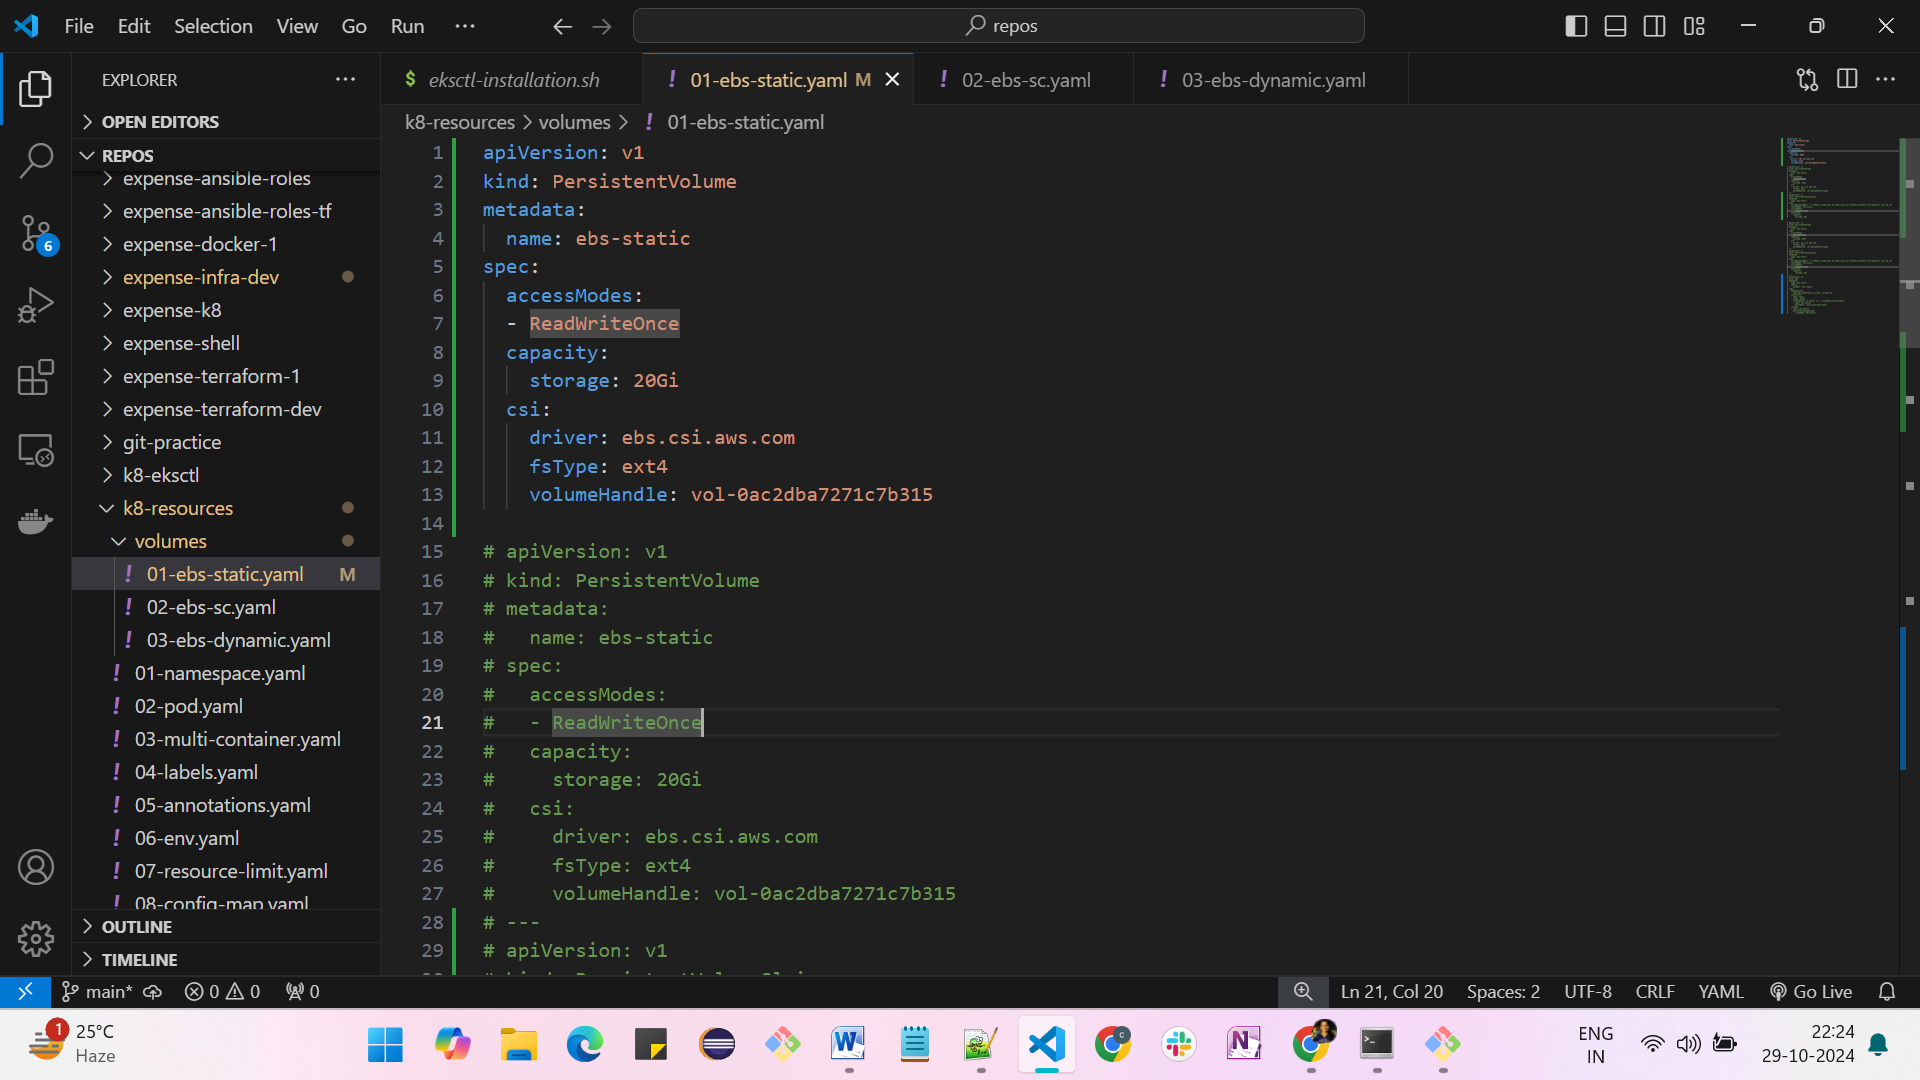 File Edit Selection View Go Run ···
repos
EXPLORER
OPEN EDITORS
REPOS
expense-ansible-roles
expense-ansible-roles-tf
expense-docker-1
expense-infra-dev
expense-k8
expense-shell
expense-terraform-1
expense-terraform-dev
git-practice
k8-eksctl
k8-resources
volumes
! 01-ebs-static.yaml M
! 02-ebs-sc.yaml
! 03-ebs-dynamic.yaml
! 01-namespace.yaml
! 02-pod.yaml
! 03-multi-container.yaml
! 04-labels.yaml
! 05-annotations.yaml
! 06-env.yaml
! 07-resource-limit.yaml
! 08-config-map.yaml
OUTLINE
TIMELINE
6
$ eksctl-installation.sh
! 01-ebs-static.yaml M
! 02-ebs-sc.yaml
! 03-ebs-dynamic.yaml
k8-resources > volumes > ! 01-ebs-static.yaml
1 apiVersion: v1
2 kind: PersistentVolume
3 metadata:
4 name: ebs-static
5 spec:
6 accessModes:
7 - ReadWriteOnce
8 capacity:
9 storage: 20Gi
10 csi:
11 driver: ebs.csi.aws.com
12 fsType: ext4
13 volumeHandle: vol-0ac2dba7271c7b315
14
15 # apiVersion: v1
16 # kind: PersistentVolume
17 # metadata:
18 # name: ebs-static
19 # spec:
20 # accessModes:
21 # - ReadWriteOnce
22 # capacity:
23 # storage: 20Gi
24 # csi:
25 # driver: ebs.csi.aws.com
26 # fsType: ext4
27 # volumeHandle: vol-0ac2dba7271c7b315
28 # ---
29 # apiVersion: v1
main* 0 0 0
Ln 21, Col 20 Spaces: 2 UTF-8 CRLF YAML Go Live
1
25°C
Haze
ENG
IN
22:24
29-10-2024